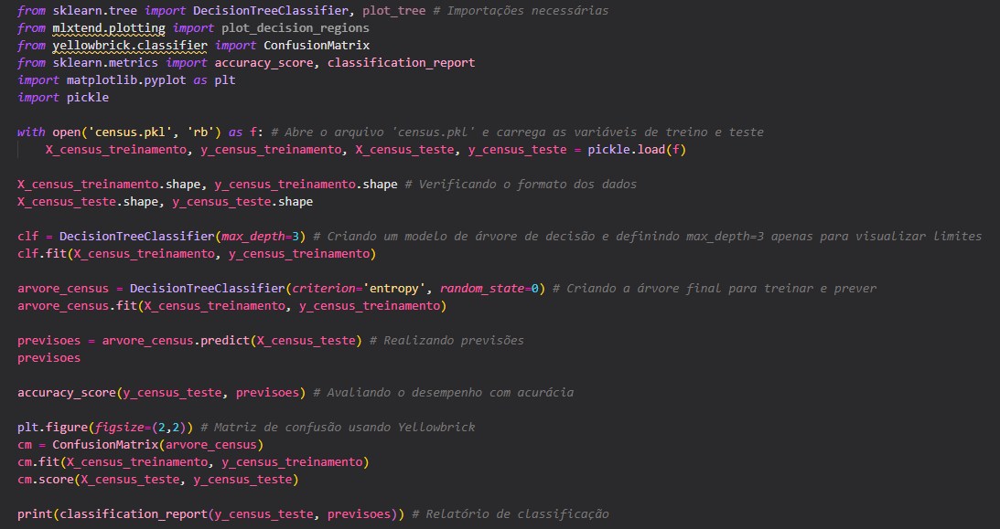 from sklearn.tree import DecisionTreeClassifier, plot_tree # Importações necessárias
from mlxtend.plotting import plot_decision_regions
from yellowbrick.classifier import ConfusionMatrix
from sklearn.metrics import accuracy_score, classification_report
import matplotlib.pyplot as plt
import pickle
with open('census.pkl', 'rb') as f: # Abre o arquivo 'census.pkl' e carrega as variáveis de treino e teste
    X_census_treinamento, y_census_treinamento, X_census_teste, y_census_teste = pickle.load(f)
X_census_treinamento.shape, y_census_treinamento.shape # Verificando o formato dos dados
X_census_teste.shape, y_census_teste.shape
clf = DecisionTreeClassifier(max_depth=3) # Criando um modelo de árvore de decisão e definindo max_depth=3 apenas para visualizar limites
clf.fit(X_census_treinamento, y_census_treinamento)
arvore_census = DecisionTreeClassifier(criterion='entropy', random_state=0) # Criando a árvore final para treinar e prever
arvore_census.fit(X_census_treinamento, y_census_treinamento)
previsoes = arvore_census.predict(X_census_teste) # Realizando previsões
previsoes
accuracy_score(y_census_teste, previsoes) # Avaliando o desempenho com acurácia
plt.figure(figsize=(2,2)) # Matriz de confusão usando Yellowbrick
cm = ConfusionMatrix(arvore_census)
cm.fit(X_census_treinamento, y_census_treinamento)
cm.score(X_census_teste, y_census_teste)
print(classification_report(y_census_teste, previsoes)) # Relatório de classificação